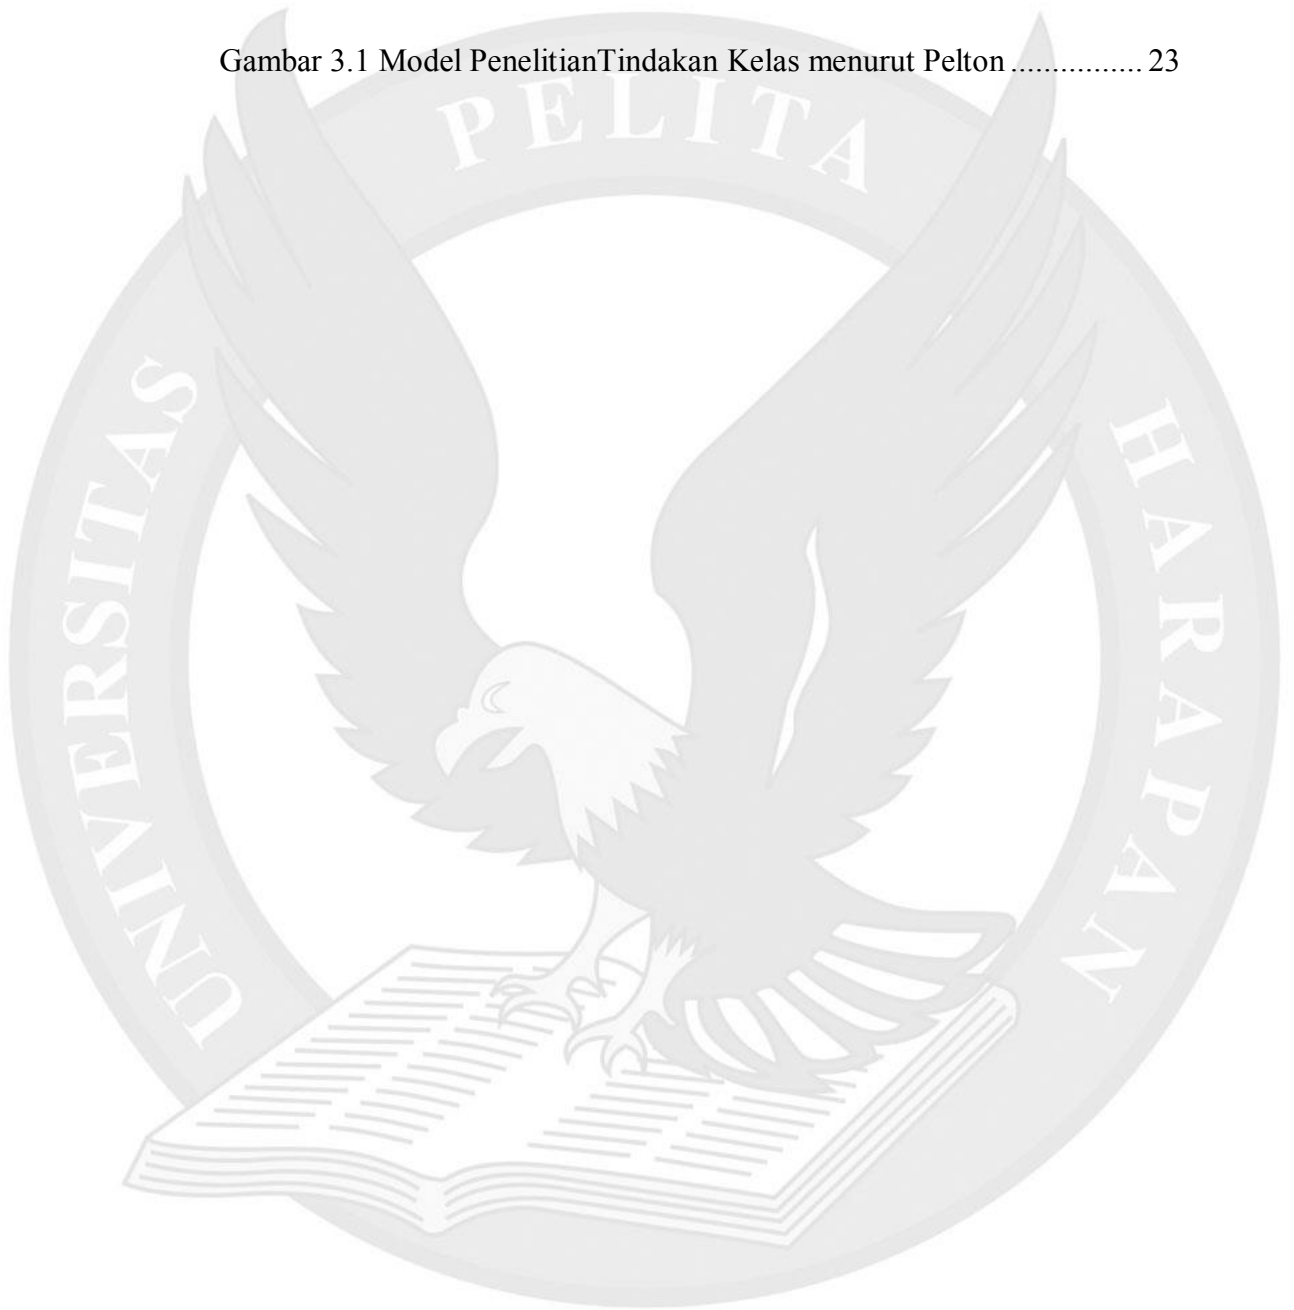 Gambar 3.1 Model PenelitianTindakan Kelas menurut Pelton ................ 23
UNIVERSITAS PELITA HARAPAN